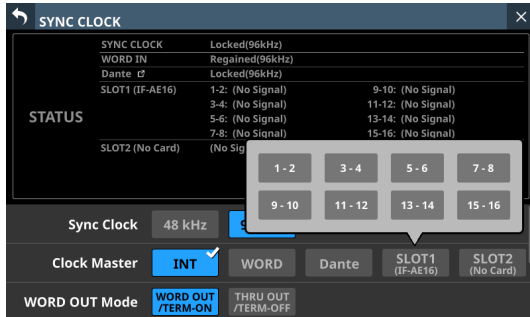 SYNC CLOCK
SYNC CLOCK Locked(96kHz)
WORD IN Regained(96kHz)
Dante Locked(96kHz)
STATUS
SLOT1 (IF-AE16) 1-2: (No Signal) 9-10: (No Signal)
3-4: (No Signal) 11-12: (No Signal)
5-6: (No Signal) 13-14: (No Signal)
7-8: (No Signal) 15-16: (No Signal)
SLOT2 (No Card)
1 - 2 3 - 4 5 - 6 7 - 8
9 - 10 11 - 12 13 - 14 15 - 16
Sync Clock 48 kHz
Clock Master INT WORD Dante SLOT1 SLOT2
(IF-AE16) (No Card)
WORD OUT Mode WORD OUT THRU OUT
/TERM-ON /TERM-OFF